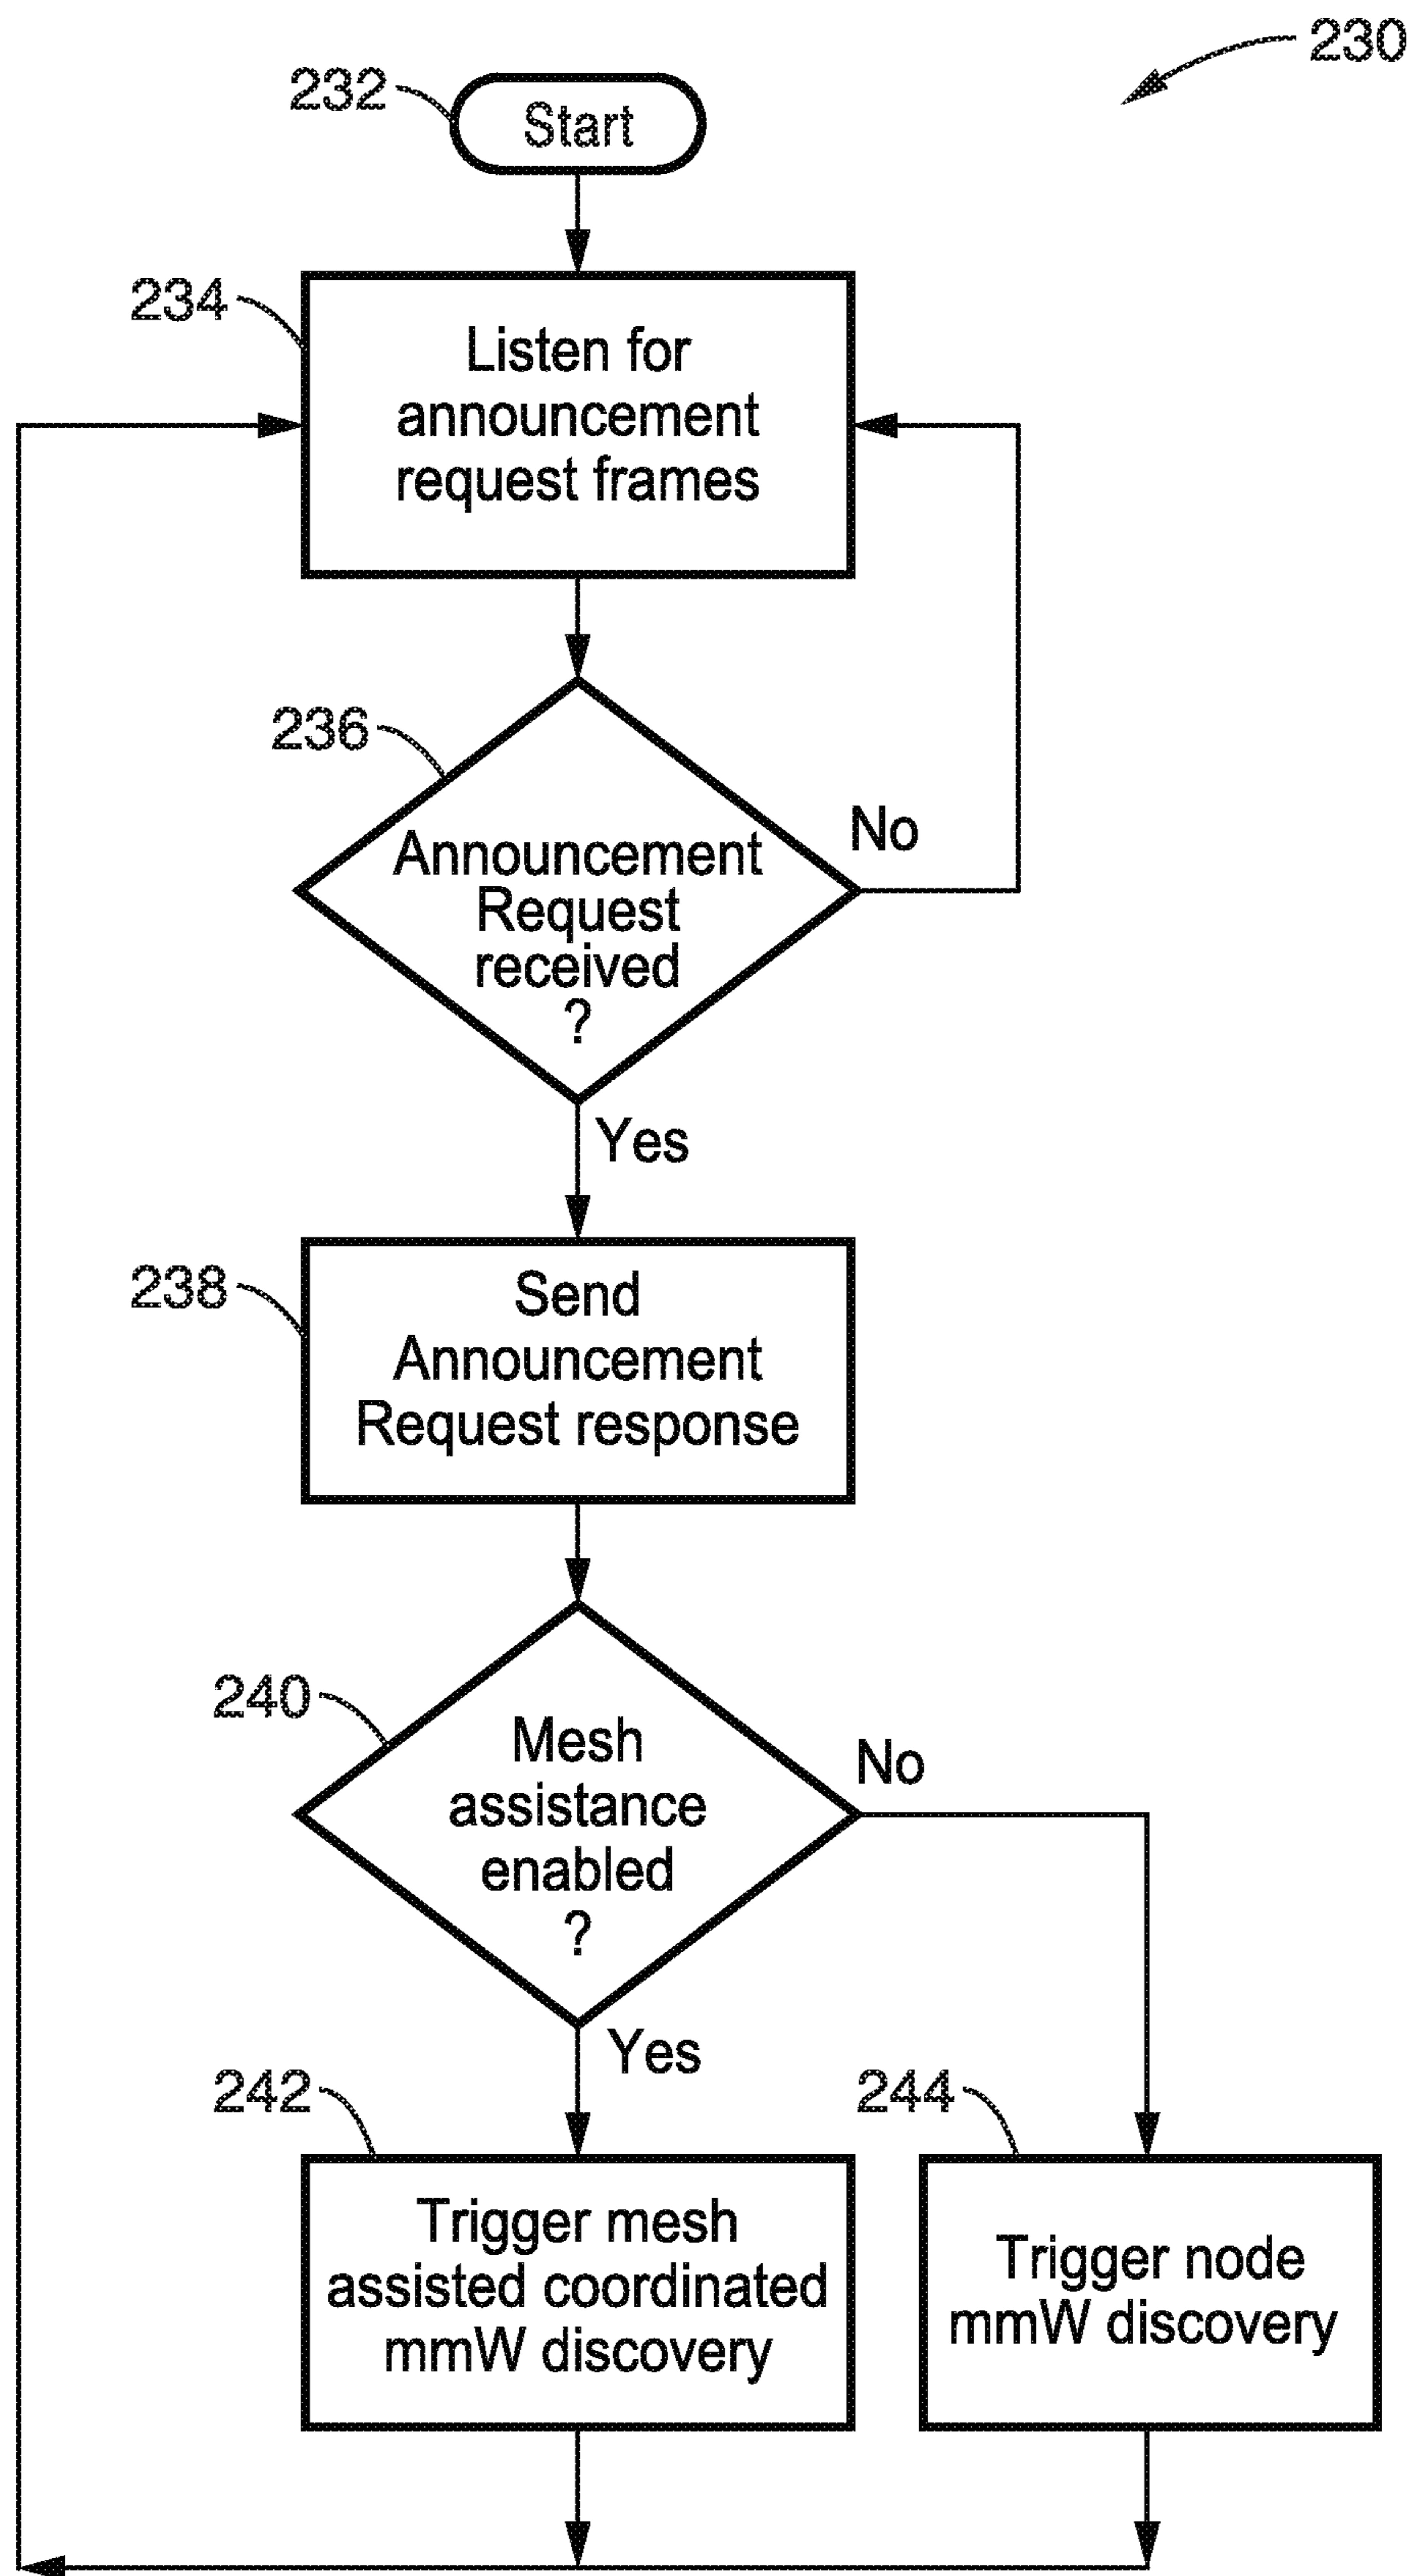 230
232
Start
234
Listen for
announcement
request frames
236
Announcement
Request
received
?
No
Yes
238
Send
Announcement
Request response
240
Mesh
assistance
enabled
?
No
Yes
242
Trigger mesh
assisted coordinated
mmW discovery
244
Trigger node
mmW discovery